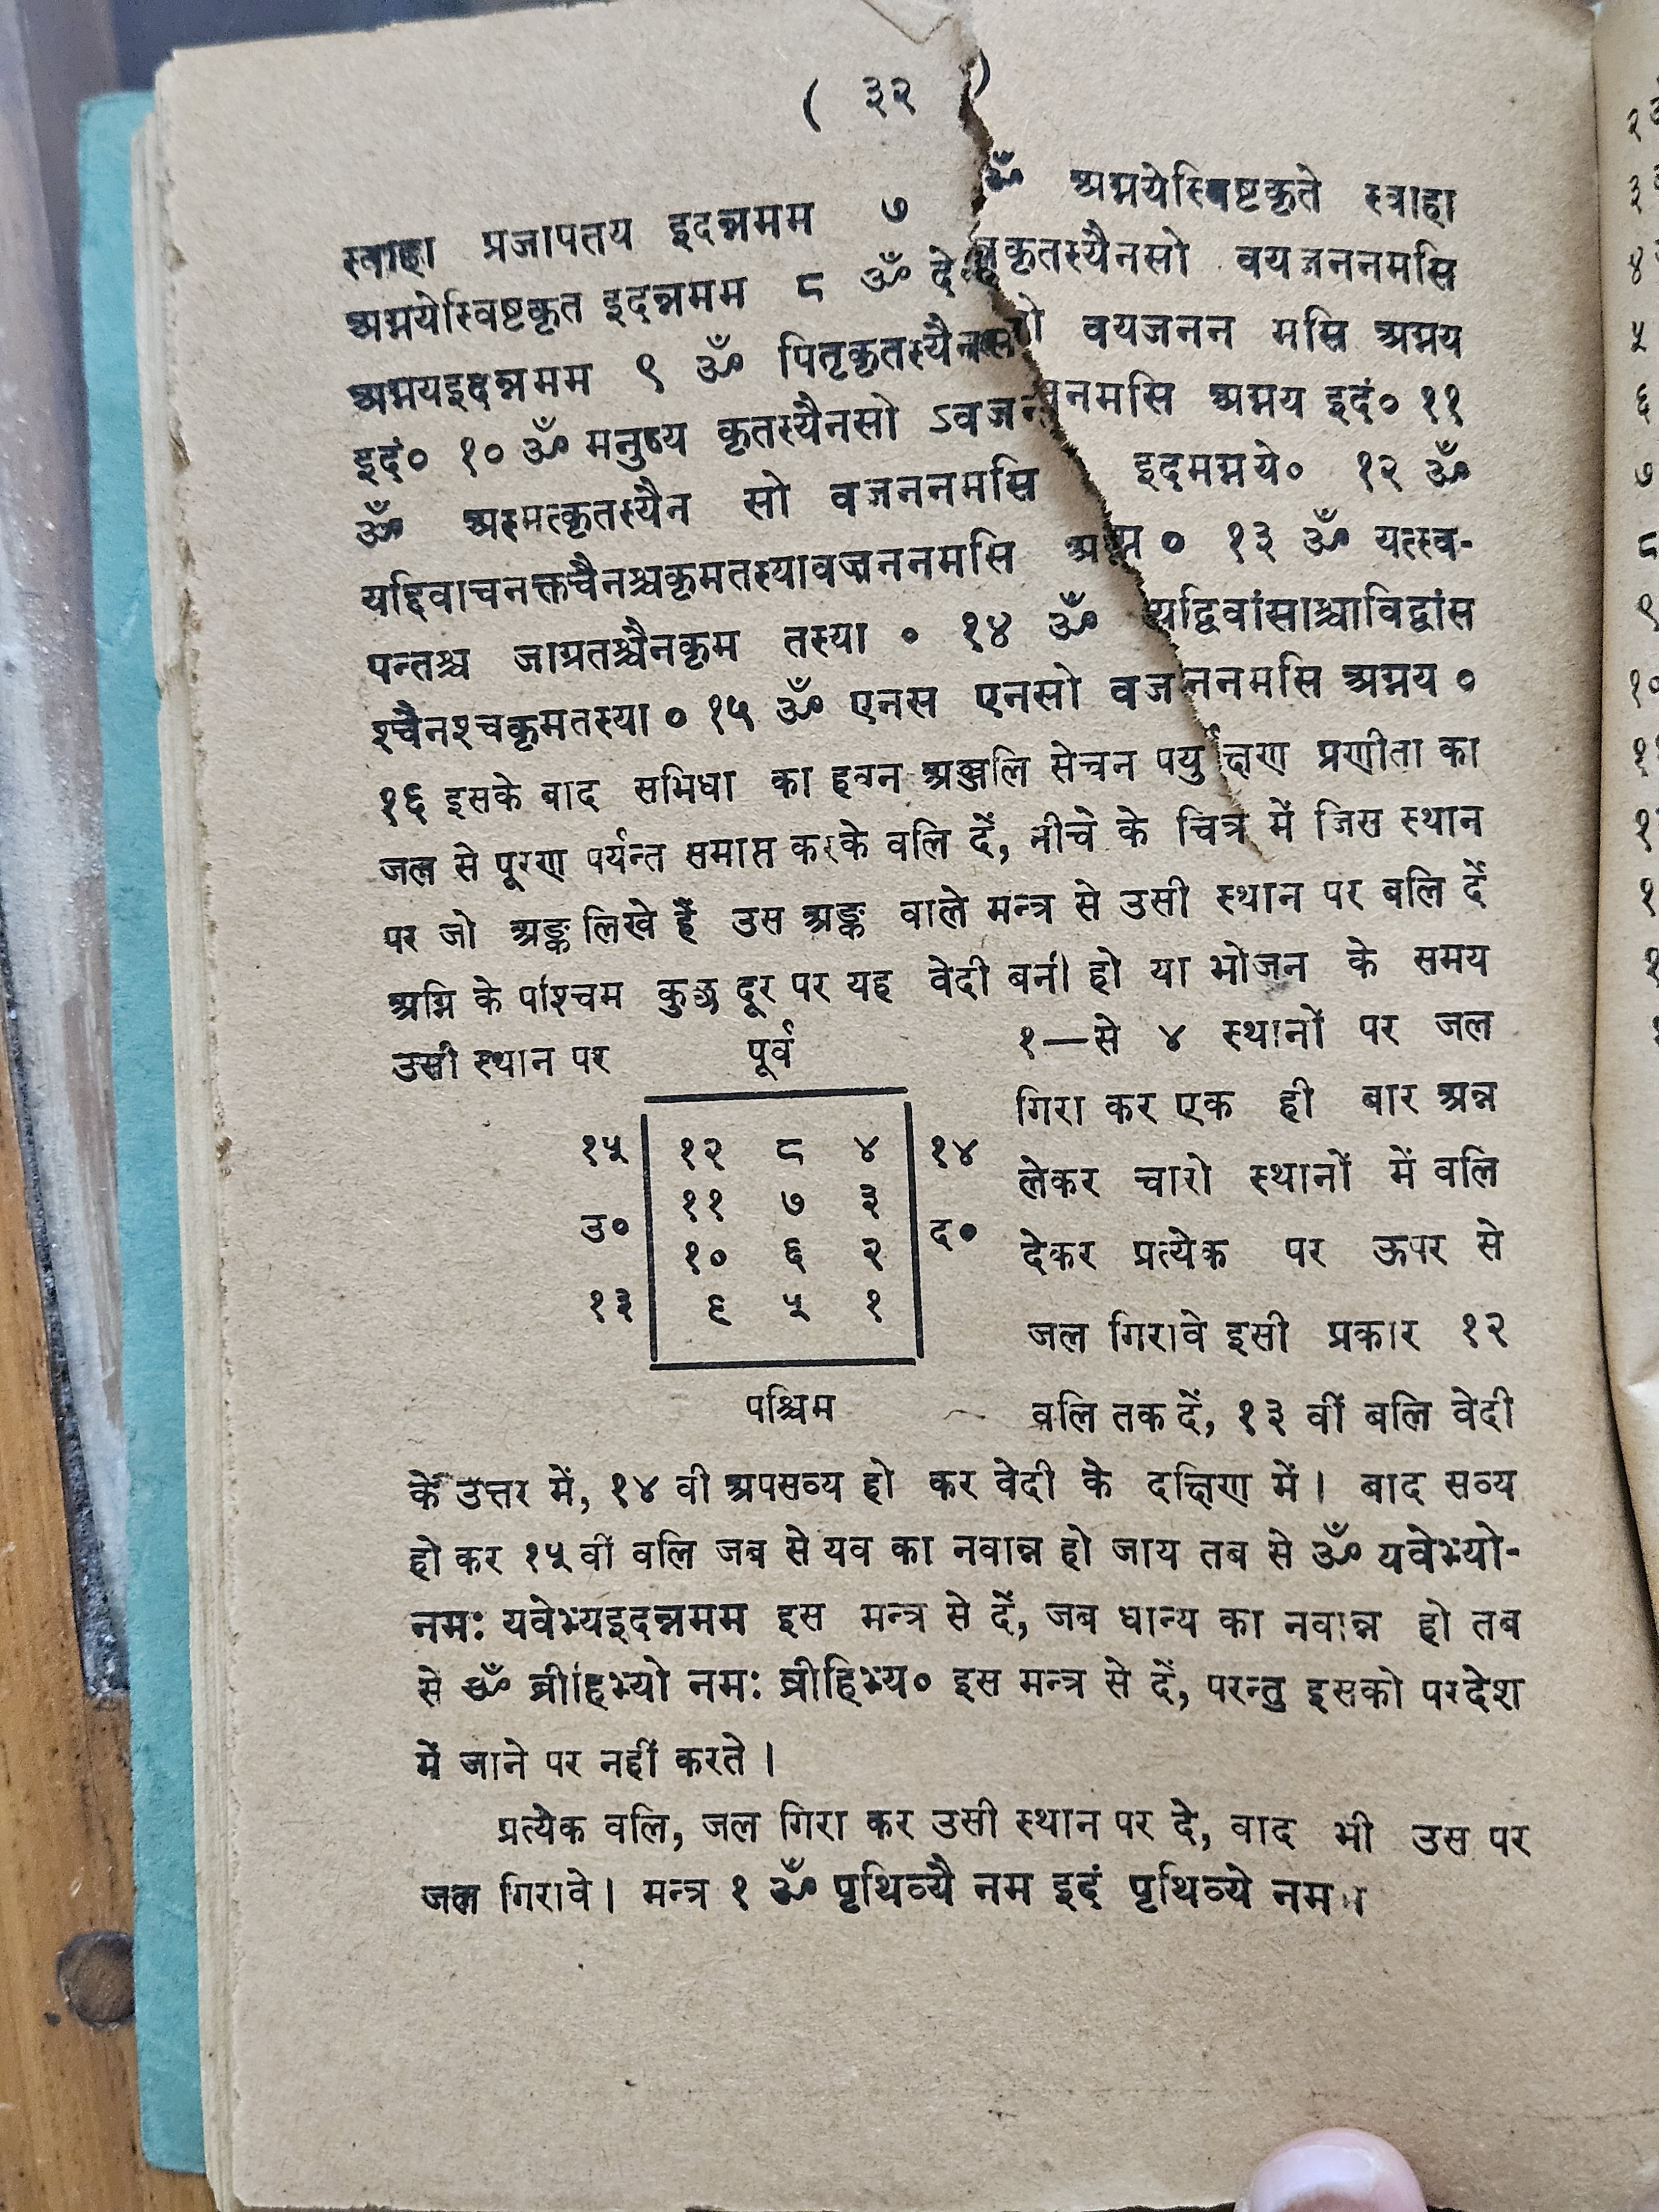 ( ३२ )
स्वाहा प्रजापतय इदन्नमम ७ ॐ अग्नयेस्विष्टकृते स्वाहा
अग्नयेस्विष्टकृत इदन्नमम ८ ॐ देवकृतस्यैनसो वयजननमसि
अग्नयइदन्नमम ९ ॐ पितृकृतस्यैनसो वयजनन मसि अग्नय
इदं० १० ॐ मनुष्य कृतस्यैनसो ऽवजननमसि अग्नय इदं० ११
ॐ अस्मत्कृतस्यैन सो वजननमसि इदमग्नये० १२ ॐ
यद्दिवाचनक्तचैनश्चकृमतस्यावजननमसि अग्न ० १३ ॐ यत्स्व-
पन्तश्च जाग्रतश्चैनकृम तस्या ० १४ ॐ यद्विवांसाश्चाविद्वांस
श्चैनश्चकृमतस्या ० १५ ॐ एनस एनसो वजननमसि अग्नय ०
१६ इसके बाद समिधा का हवन अञ्जलि सेचन पयुक्षण प्रणीता का
जल से पूरण पर्यन्त समाप्त करके वलि दें, नीचे के चित्र में जिस स्थान
पर जो अङ्क लिखे हैं उस अङ्क वाले मन्त्र से उसी स्थान पर बलि दें
अग्नि के पश्चिम कुछ दूर पर यह वेदी बनी हो या भोजन के समय
उसी स्थान पर
पूर्व
१५ १२ ८ ४ १४
११ ७ ३
उ० द०
१० ६ २
१३ ९ ५ १
पश्चिम
१—से ४ स्थानों पर जल
गिरा कर एक ही बार अन्न
लेकर चारो स्थानों में वलि
देकर प्रत्येक पर ऊपर से
जल गिरावे इसी प्रकार १२
वलि तक दें, १३ वीं बलि वेदी
के उत्तर में, १४ वी अपसव्य हो कर वेदी के दक्षिण में। बाद सव्य
हो कर १५ वीं वलि जब से यव का नवान्न हो जाय तब से ॐ यवेभ्यो-
नमः यवेभ्यइदन्नमम इस मन्त्र से दें, जब धान्य का नवान्न हो तब
से ॐ व्रीहिभ्यो नमः व्रीहिभ्य० इस मन्त्र से दें, परन्तु इसको परदेश
में जाने पर नहीं करते।
प्रत्येक वलि, जल गिरा कर उसी स्थान पर दे, वाद भी उस पर
जल गिरावे। मन्त्र १ ॐ पृथिव्यै नम इदं पृथिव्ये नमम